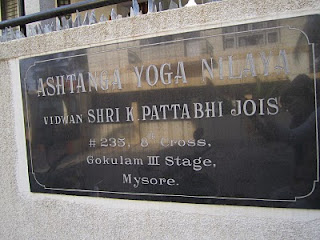 ASHTANGA YOGA NILAYA
VIDWAN SHRI K PATTABHI JOIS
# 235, 8th Cross,
Gokulam III Stage,
Mysore.